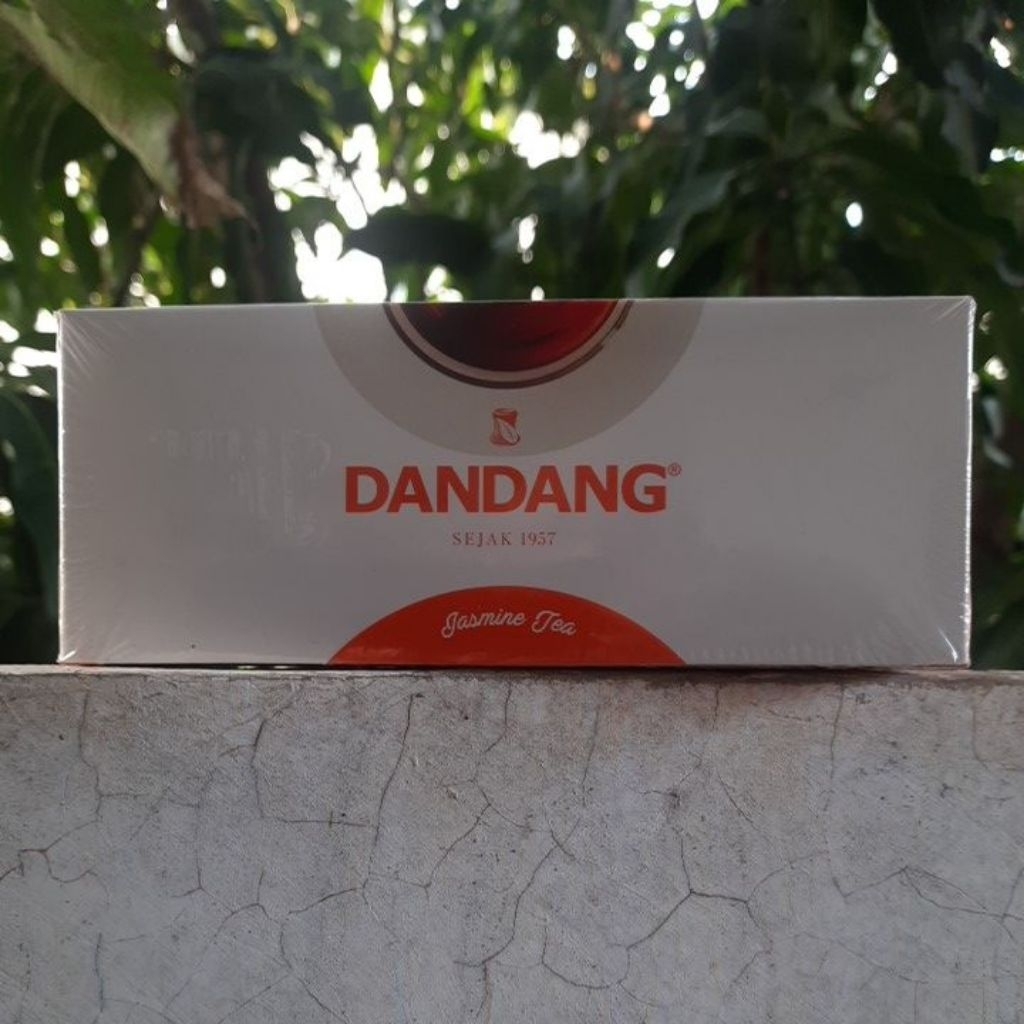 DANDANG®
SEJAK 1957
Jasmine Tea